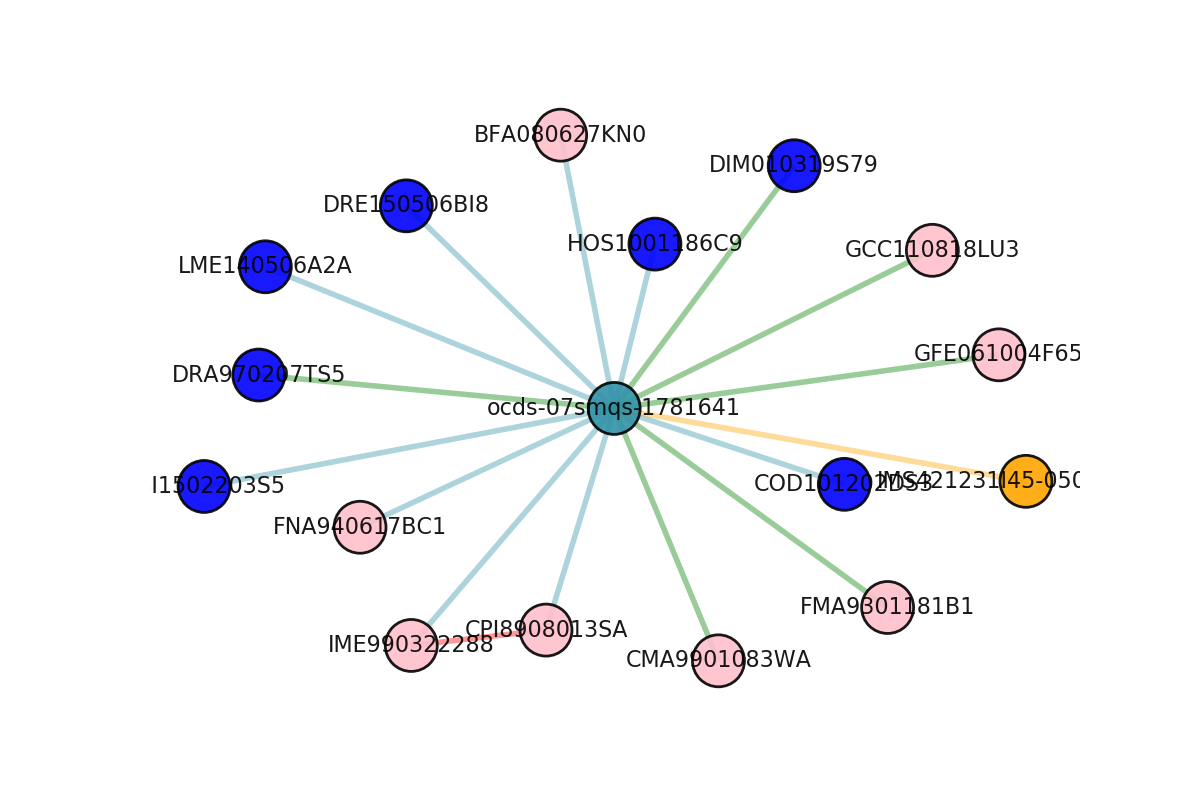 BFA080627KN0
DIM010319S79
DRE150506BI8
HOS1001186C9
GCC110818LU3
LME140506A2A
GFE061004F65
DRA970207TS5
ocds-07smqs-1781641
COD101202DS3
IMS421231I45-050
I1502203S5
FNA940617BC1
FMA9301181B1
CPI8908013SA
IME990322288
CMA9901083WA